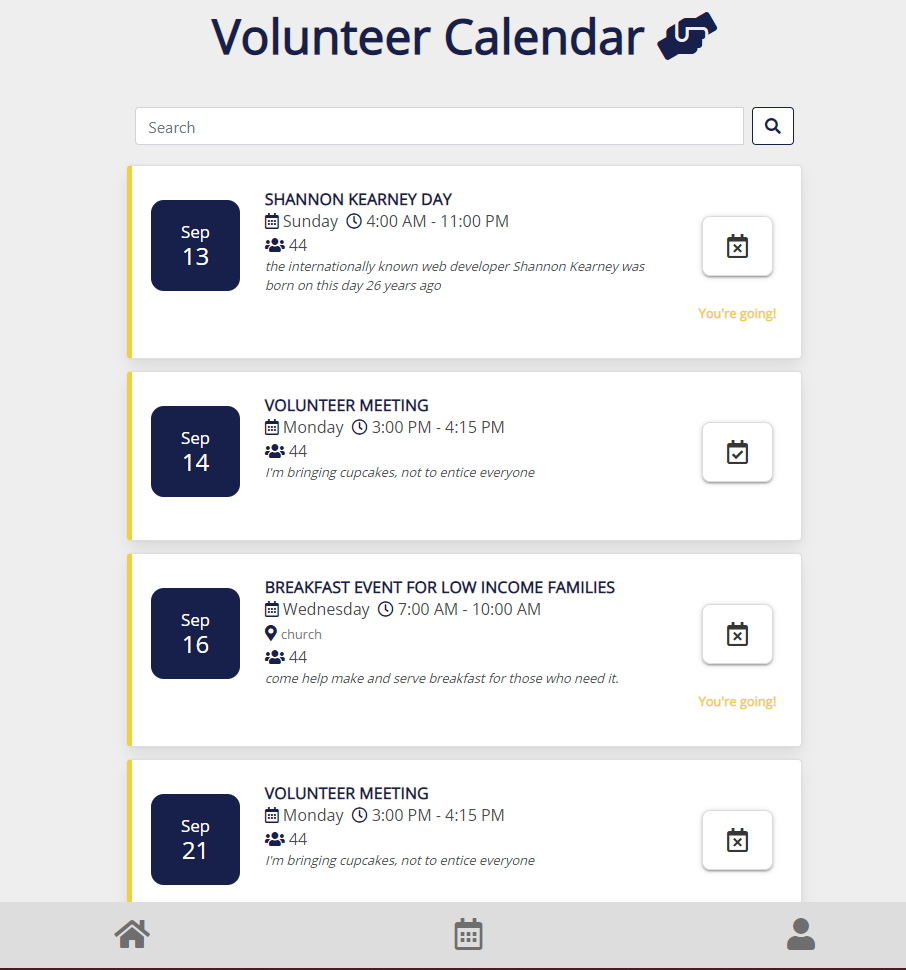 Volunteer Calendar
Search
Sep
13
SHANNON KEARNEY DAY
Sunday 4:00 AM - 11:00 PM
44
the internationally known web developer Shannon Kearney was
born on this day 26 years ago
You're going!
Sep
14
VOLUNTEER MEETING
Monday 3:00 PM - 4:15 PM
44
I'm bringing cupcakes, not to entice everyone
Sep
16
BREAKFAST EVENT FOR LOW INCOME FAMILIES
Wednesday 7:00 AM - 10:00 AM
church
44
come help make and serve breakfast for those who need it.
You're going!
Sep
21
VOLUNTEER MEETING
Monday 3:00 PM - 4:15 PM
44
I'm bringing cupcakes, not to entice everyone